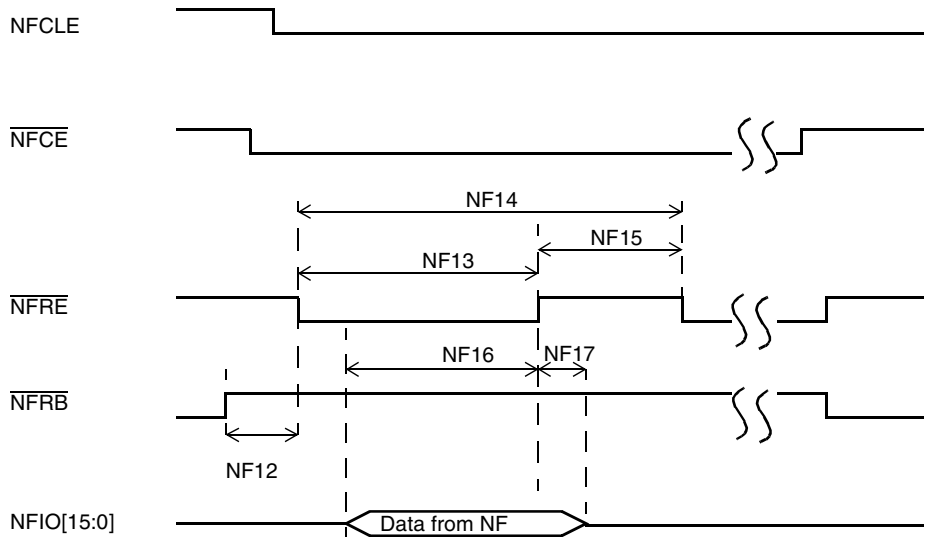 NFCLE
NFCE
NF14
NF15
NF13
NFRE
NF16
NF17
NFRB
NF12
NFIO[15:0]
Data from NF